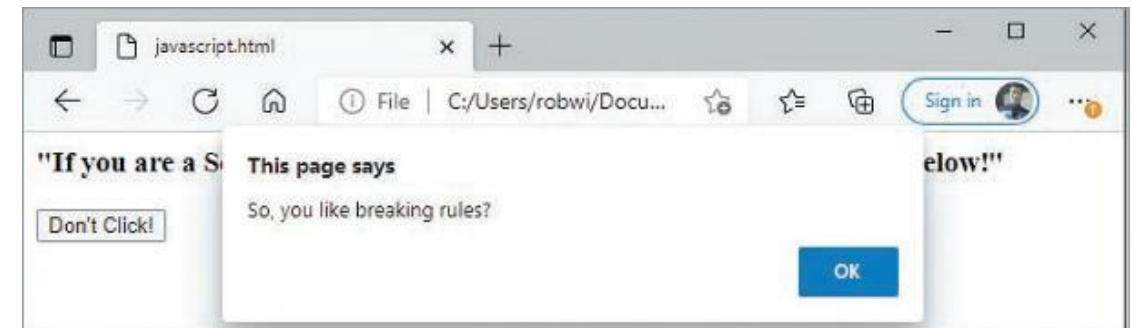 javascript.html
File | C:/Users/robwi/Docu...
Sign in
"If you are a
elow!"
This page says
So, you like breaking rules?
Don't Click!
OK